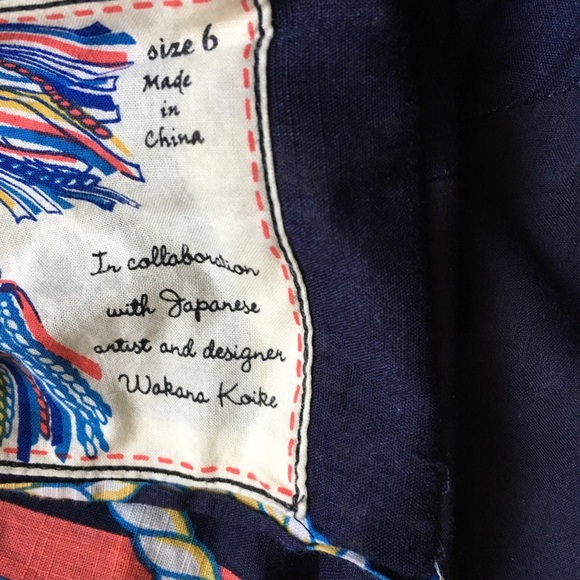 size 6
Made
in
China
In collaboration
with Japanese
artist and designer
Wakana Koike